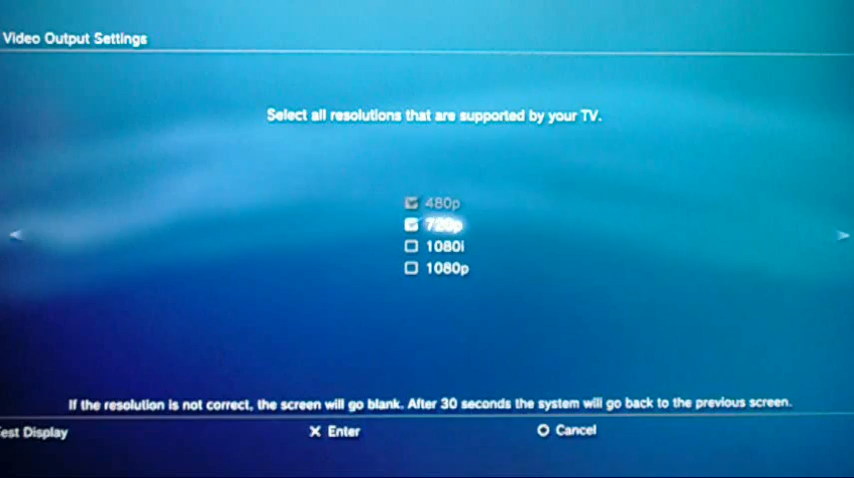 Video Output Settings
Select all resolutions that are supported by your TV.
480p
720p
1080i
1080p
If the resolution is not correct, the screen will go blank. After 30 seconds the system will go back to the previous screen.
est Display X Enter O Cancel